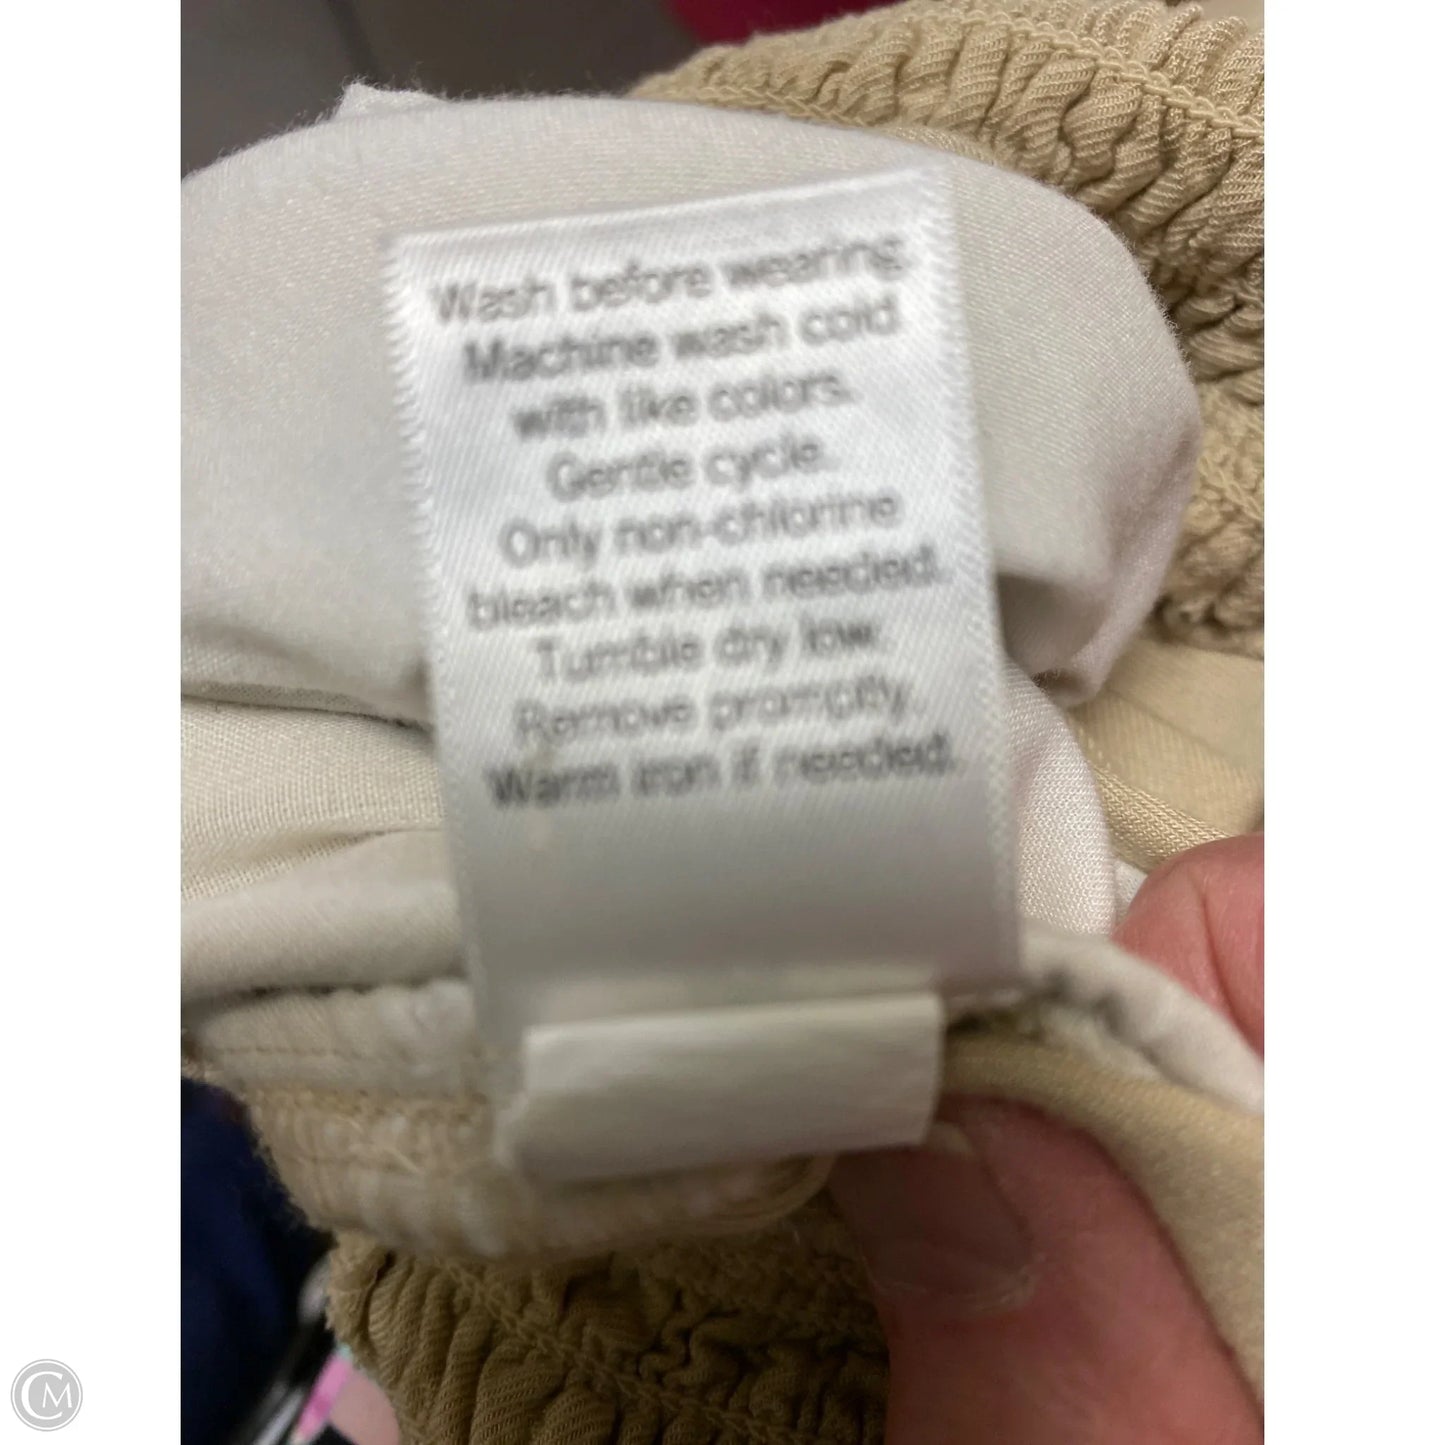 Wash before wearing
Machine wash cold
with like colors.
Gentle cycle.
Only non-chlorine
bleach when needed.
Tumble dry low.
Remove promptly.
Warm iron if needed.
CM